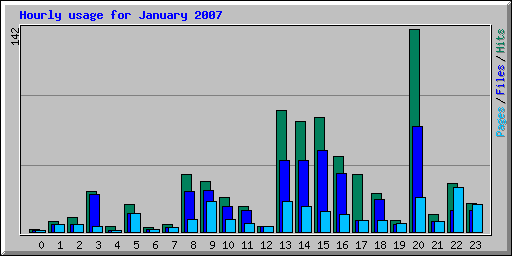 Hourly usage for January 2007
142
Pages / Files / Hits
0 1 2 3 4 5 6 7 8 9 10 11 12 13 14 15 16 17 18 19 20 21 22 23